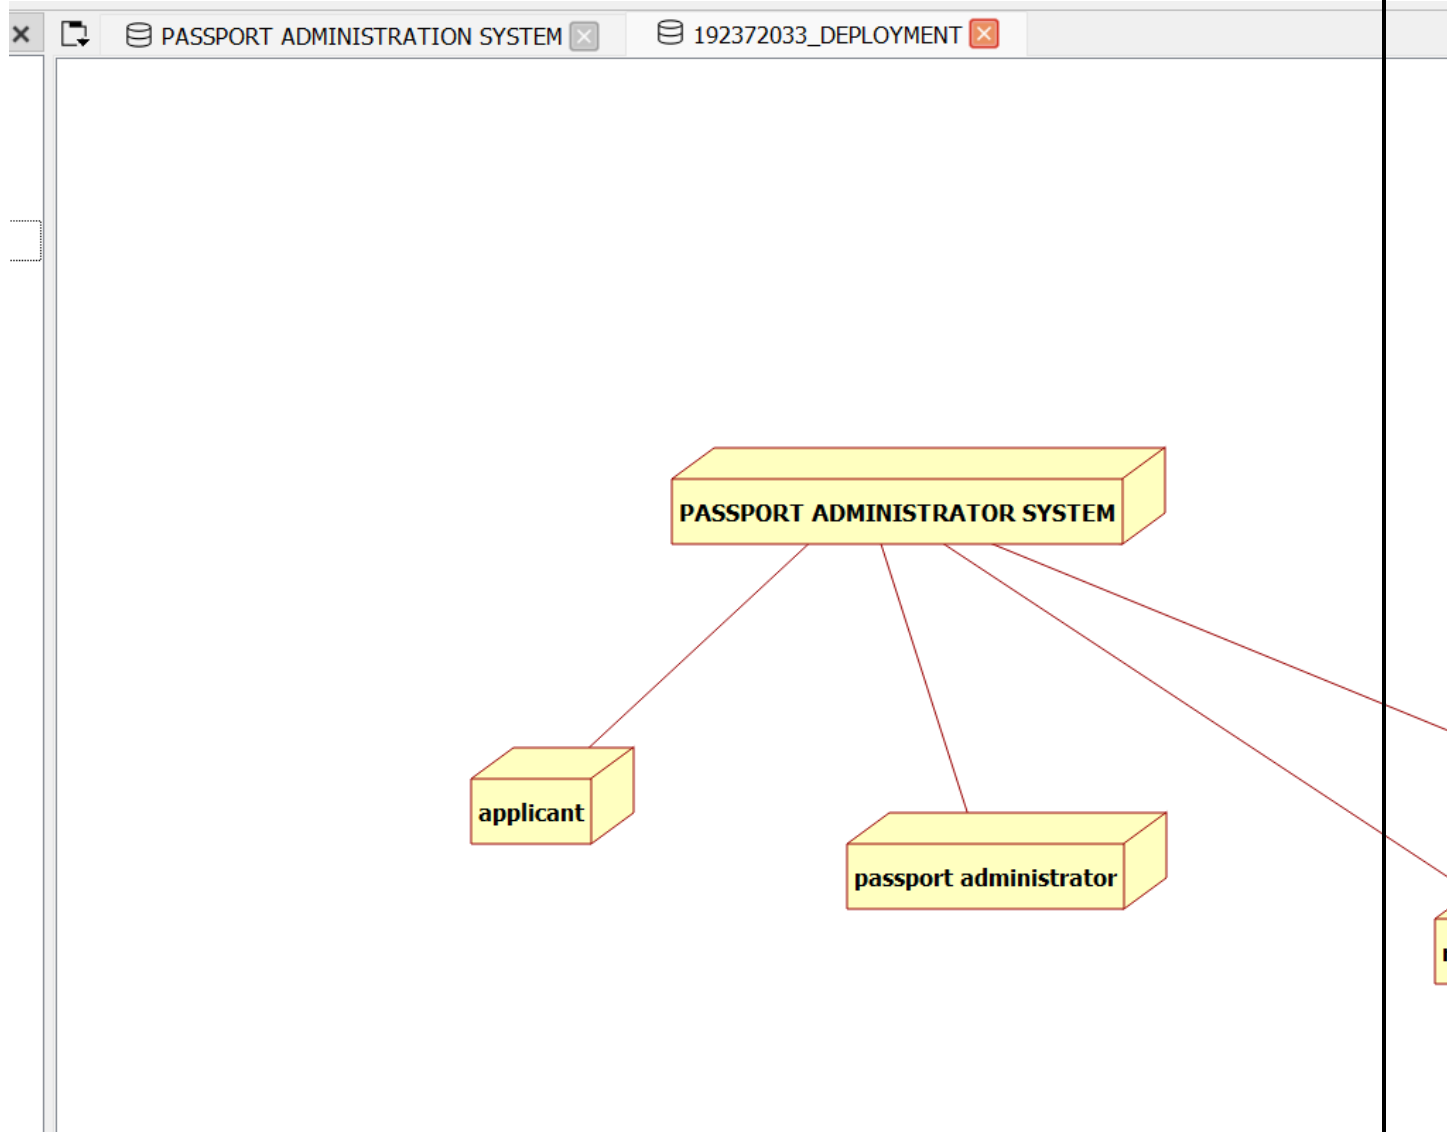 PASSPORT ADMINISTRATION SYSTEM
192372033_DEPLOYMENT
PASSPORT ADMINISTRATOR SYSTEM
applicant
passport administrator